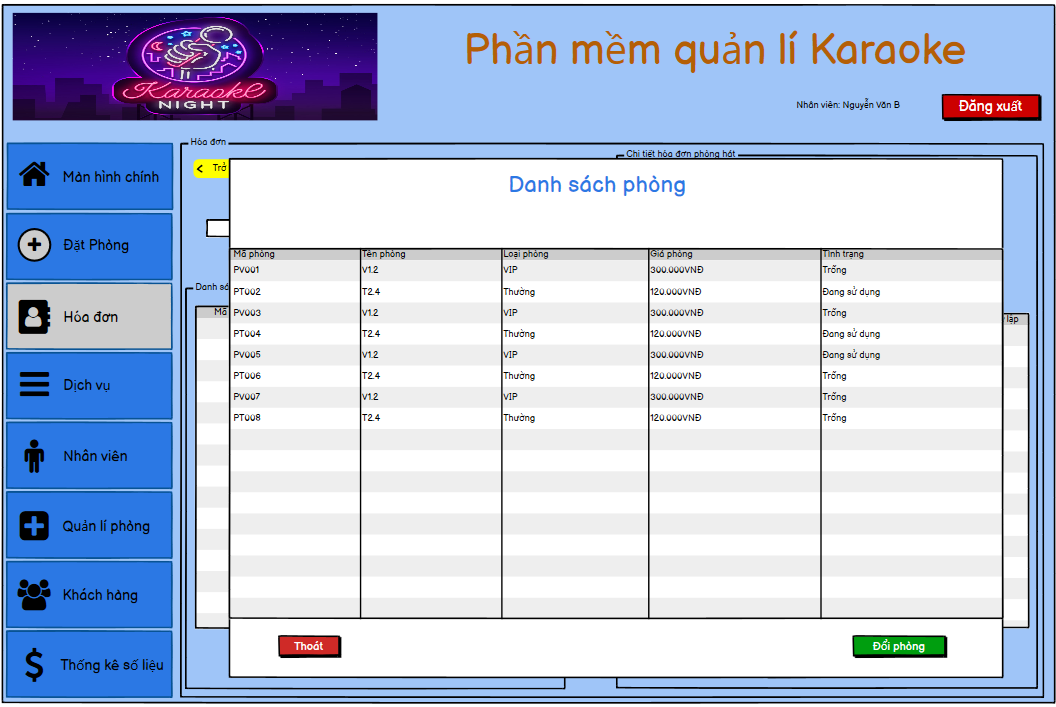 Karaoke
NIGHT
Phần mềm quản lí Karaoke
Nhân viên: Nguyễn Văn B
Đăng xuất
Màn hình chính
Đặt Phòng
Hóa đơn
Dịch vụ
Nhân viên
Quản lí phòng
Khách hàng
Thống kê số liệu
Hóa đơn
< Trở
Chi tiết hóa đơn phòng hát
Danh sá
Mã
lập
Danh sách phòng
Mã phòng Tên phòng Loại phòng Giá phòng Tình trạng
PV001 V1.2 VIP 300.000VNĐ Trống
PT002 T2.4 Thường 120.000VNĐ Đang sử dụng
PV003 V1.2 VIP 300.000VNĐ Trống
PT004 T2.4 Thường 120.000VNĐ Đang sử dụng
PV005 V1.2 VIP 300.000VNĐ Đang sử dụng
PT006 T2.4 Thường 120.000VNĐ Trống
PV007 V1.2 VIP 300.000VNĐ Trống
PT008 T2.4 Thường 120.000VNĐ Trống
Thoát
Đổi phòng